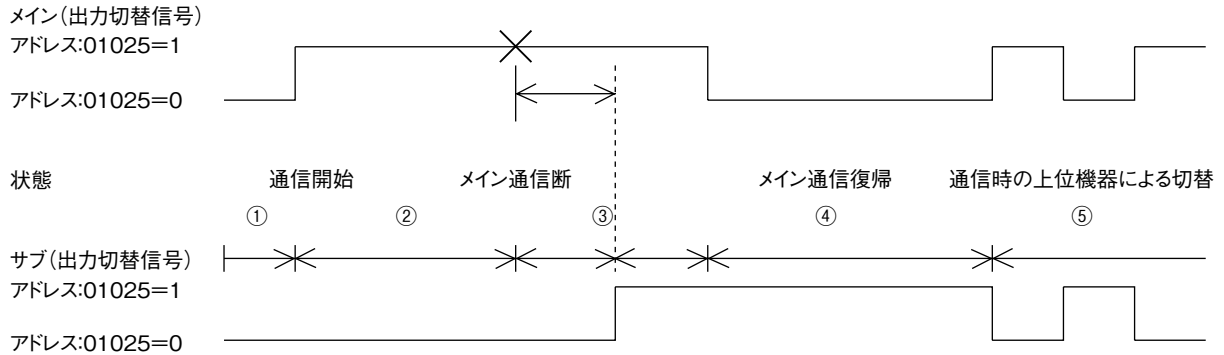 メイン（出力切替信号）
アドレス:01025＝1
アドレス:01025＝0
状態 通信開始 メイン通信断 メイン通信復帰 通信時の上位機器による切替
① ② ③ ④ ⑤
サブ（出力切替信号）
アドレス:01025＝1
アドレス:01025＝0